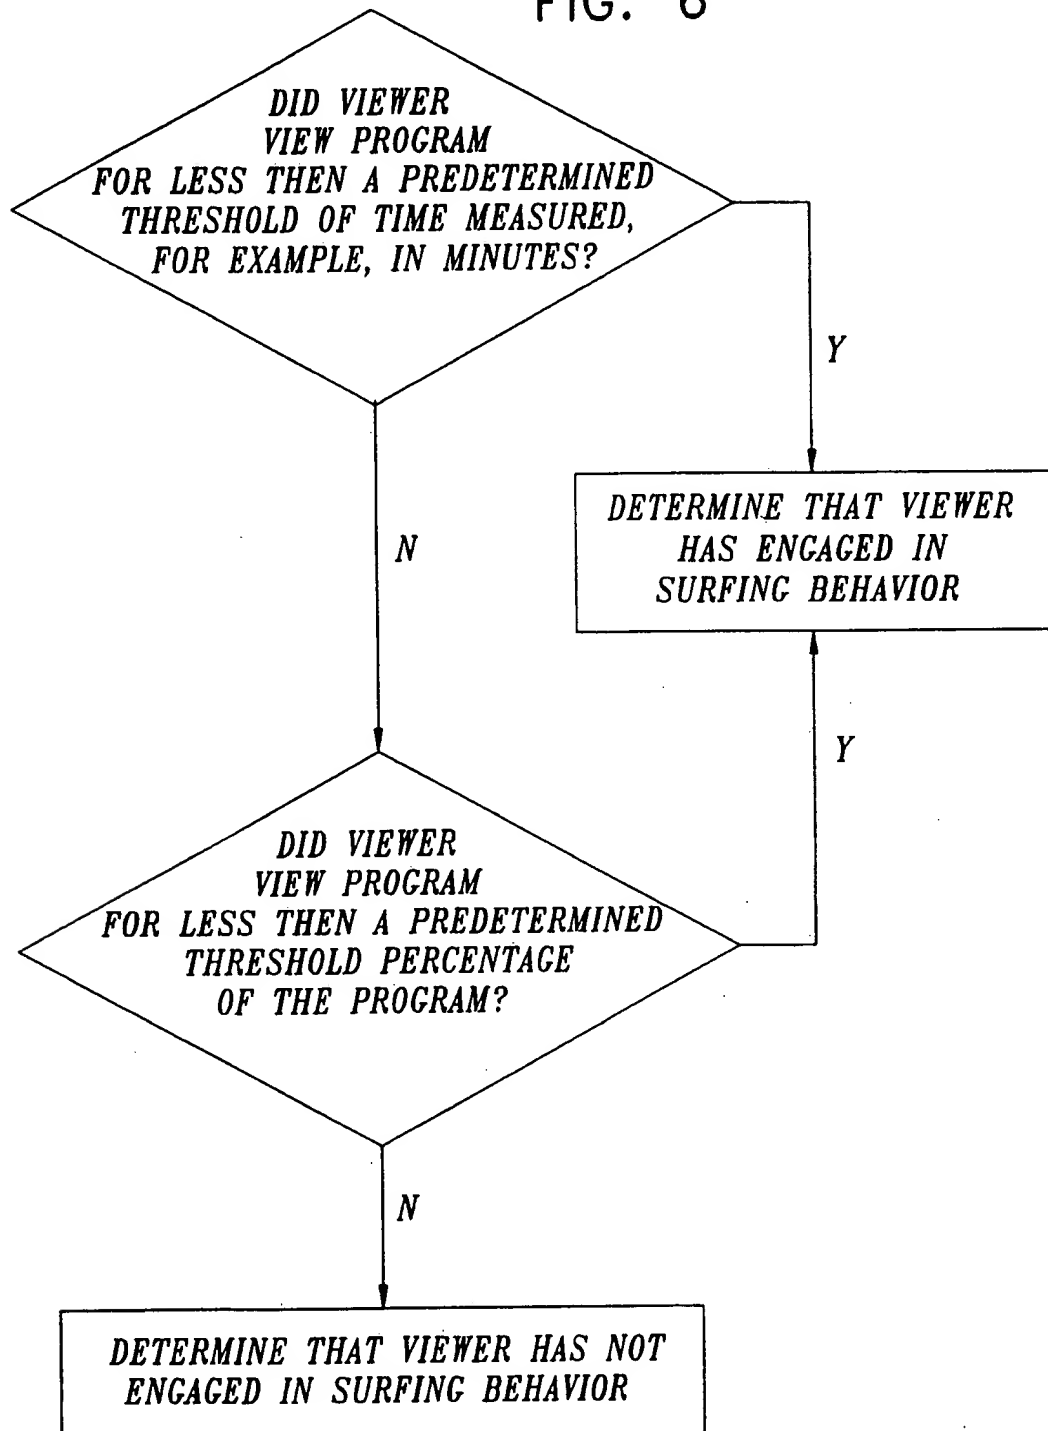 FIG. 6
DID VIEWER
VIEW PROGRAM
FOR LESS THEN A PREDETERMINED
THRESHOLD OF TIME MEASURED,
FOR EXAMPLE, IN MINUTES?
Y
N
DETERMINE THAT VIEWER
HAS ENGAGED IN
SURFING BEHAVIOR
Y
DID VIEWER
VIEW PROGRAM
FOR LESS THEN A PREDETERMINED
THRESHOLD PERCENTAGE
OF THE PROGRAM?
N
DETERMINE THAT VIEWER HAS NOT
ENGAGED IN SURFING BEHAVIOR